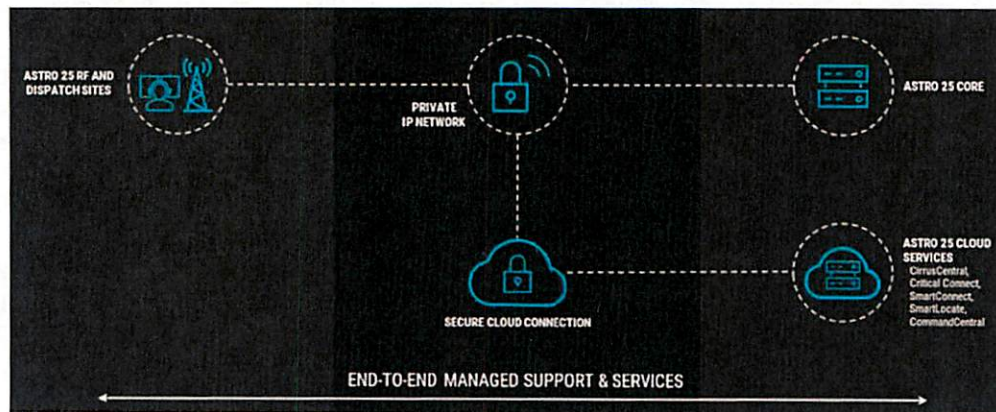 ASTRO 25 RF AND
DISPATCH SITES
PRIVATE
IP NETWORK
ASTRO 25 CORE
SECURE CLOUD CONNECTION
ASTRO 25 CLOUD
SERVICES
CirrusCentral,
Critical Connect,
SmartConnect,
SmartLocate,
CommandCentral
END-TO-END MANAGED SUPPORT & SERVICES